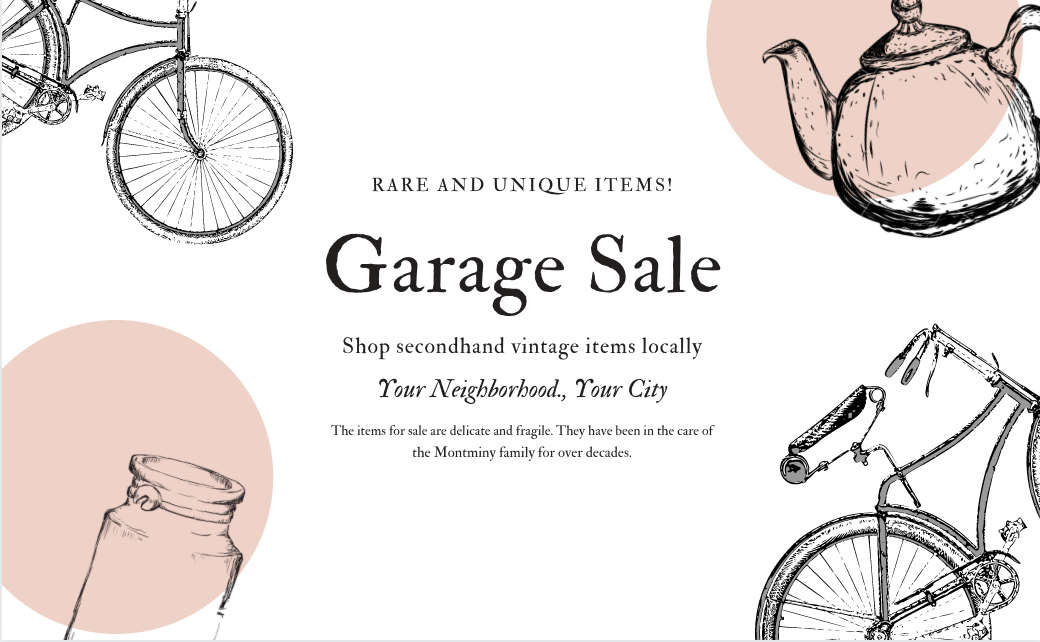 RARE AND UNIQUE ITEMS!
Garage Sale
Shop secondhand vintage items locally
Your Neighborhood., Your City
The items for sale are delicate and fragile. They have been in the care of
the Montminy family for over decades.